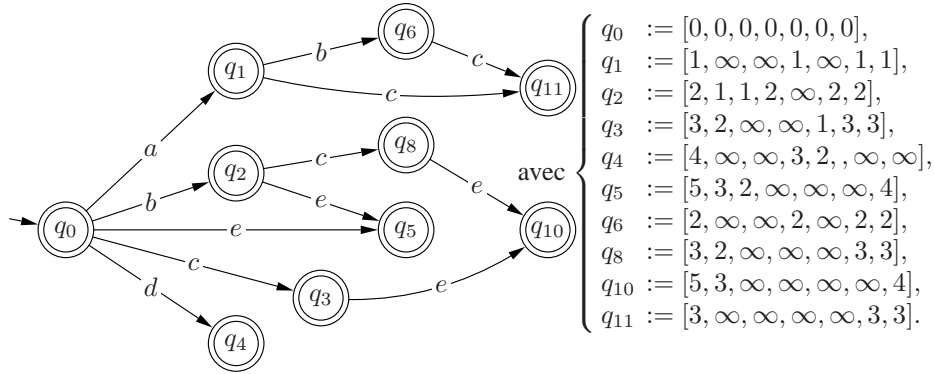 q0
q1
q6
q11
q2
q8
q5
q10
q3
q4
a
b
c
c
b
c
e
e
e
c
e
d
avec
q0 := [0, 0, 0, 0, 0, 0, 0],
q1 := [1, ∞, ∞, 1, ∞, 1, 1],
q2 := [2, 1, 1, 2, ∞, 2, 2],
q3 := [3, 2, ∞, ∞, 1, 3, 3],
q4 := [4, ∞, ∞, 3, 2, , ∞, ∞],
q5 := [5, 3, 2, ∞, ∞, ∞, 4],
q6 := [2, ∞, ∞, 2, ∞, 2, 2],
q8 := [3, 2, ∞, ∞, ∞, 3, 3],
q10 := [5, 3, ∞, ∞, ∞, ∞, 4],
q11 := [3, ∞, ∞, ∞, ∞, 3, 3].